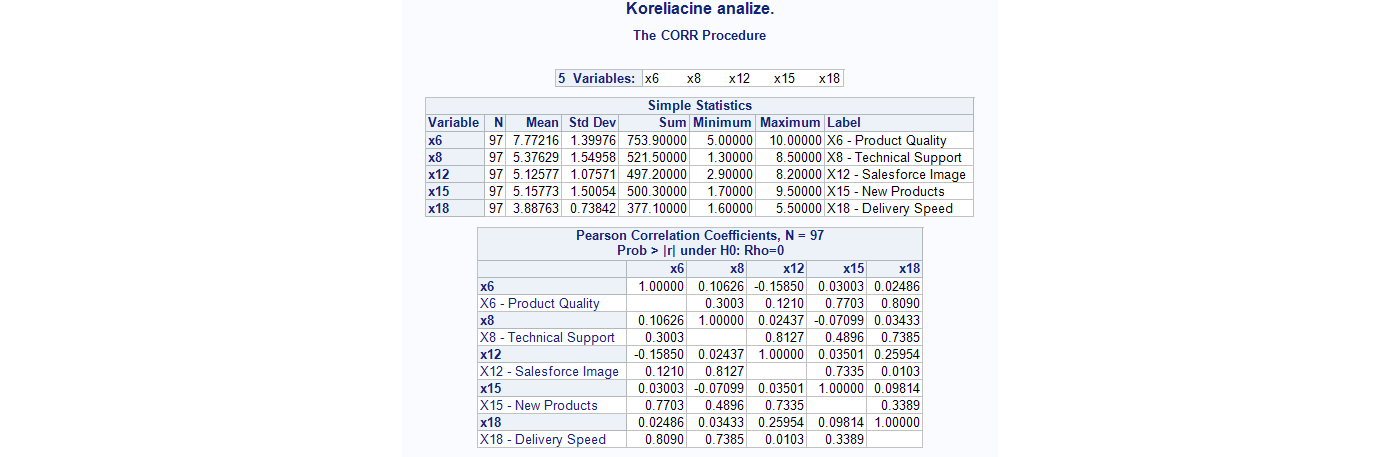 Koreliacine analize.
The CORR Procedure
5 Variables: x6 x8 x12 x15 x18
Simple Statistics
Variable N Mean Std Dev Sum Minimum Maximum Label
x6 97 7.77216 1.39976 753.90000 5.00000 10.00000 X6 - Product Quality
x8 97 5.37629 1.54958 521.50000 1.30000 8.50000 X8 - Technical Support
x12 97 5.12577 1.07571 497.20000 2.90000 8.20000 X12 - Salesforce Image
x15 97 5.15773 1.50054 500.30000 1.70000 9.50000 X15 - New Products
x18 97 3.88763 0.73842 377.10000 1.60000 5.50000 X18 - Delivery Speed
Pearson Correlation Coefficients, N = 97
Prob > |r| under H0: Rho=0
x6 x8 x12 x15 x18
x6 1.00000 0.10626 -0.15850 0.03003 0.02486
X6 - Product Quality 0.3003 0.1210 0.7703 0.8090
x8 0.10626 1.00000 0.02437 -0.07099 0.03433
X8 - Technical Support 0.3003 0.8127 0.4896 0.7385
x12 -0.15850 0.02437 1.00000 0.03501 0.25954
X12 - Salesforce Image 0.1210 0.8127 0.7335 0.0103
x15 0.03003 -0.07099 0.03501 1.00000 0.09814
X15 - New Products 0.7703 0.4896 0.7335 0.3389
x18 0.02486 0.03433 0.25954 0.09814 1.00000
X18 - Delivery Speed 0.8090 0.7385 0.0103 0.3389